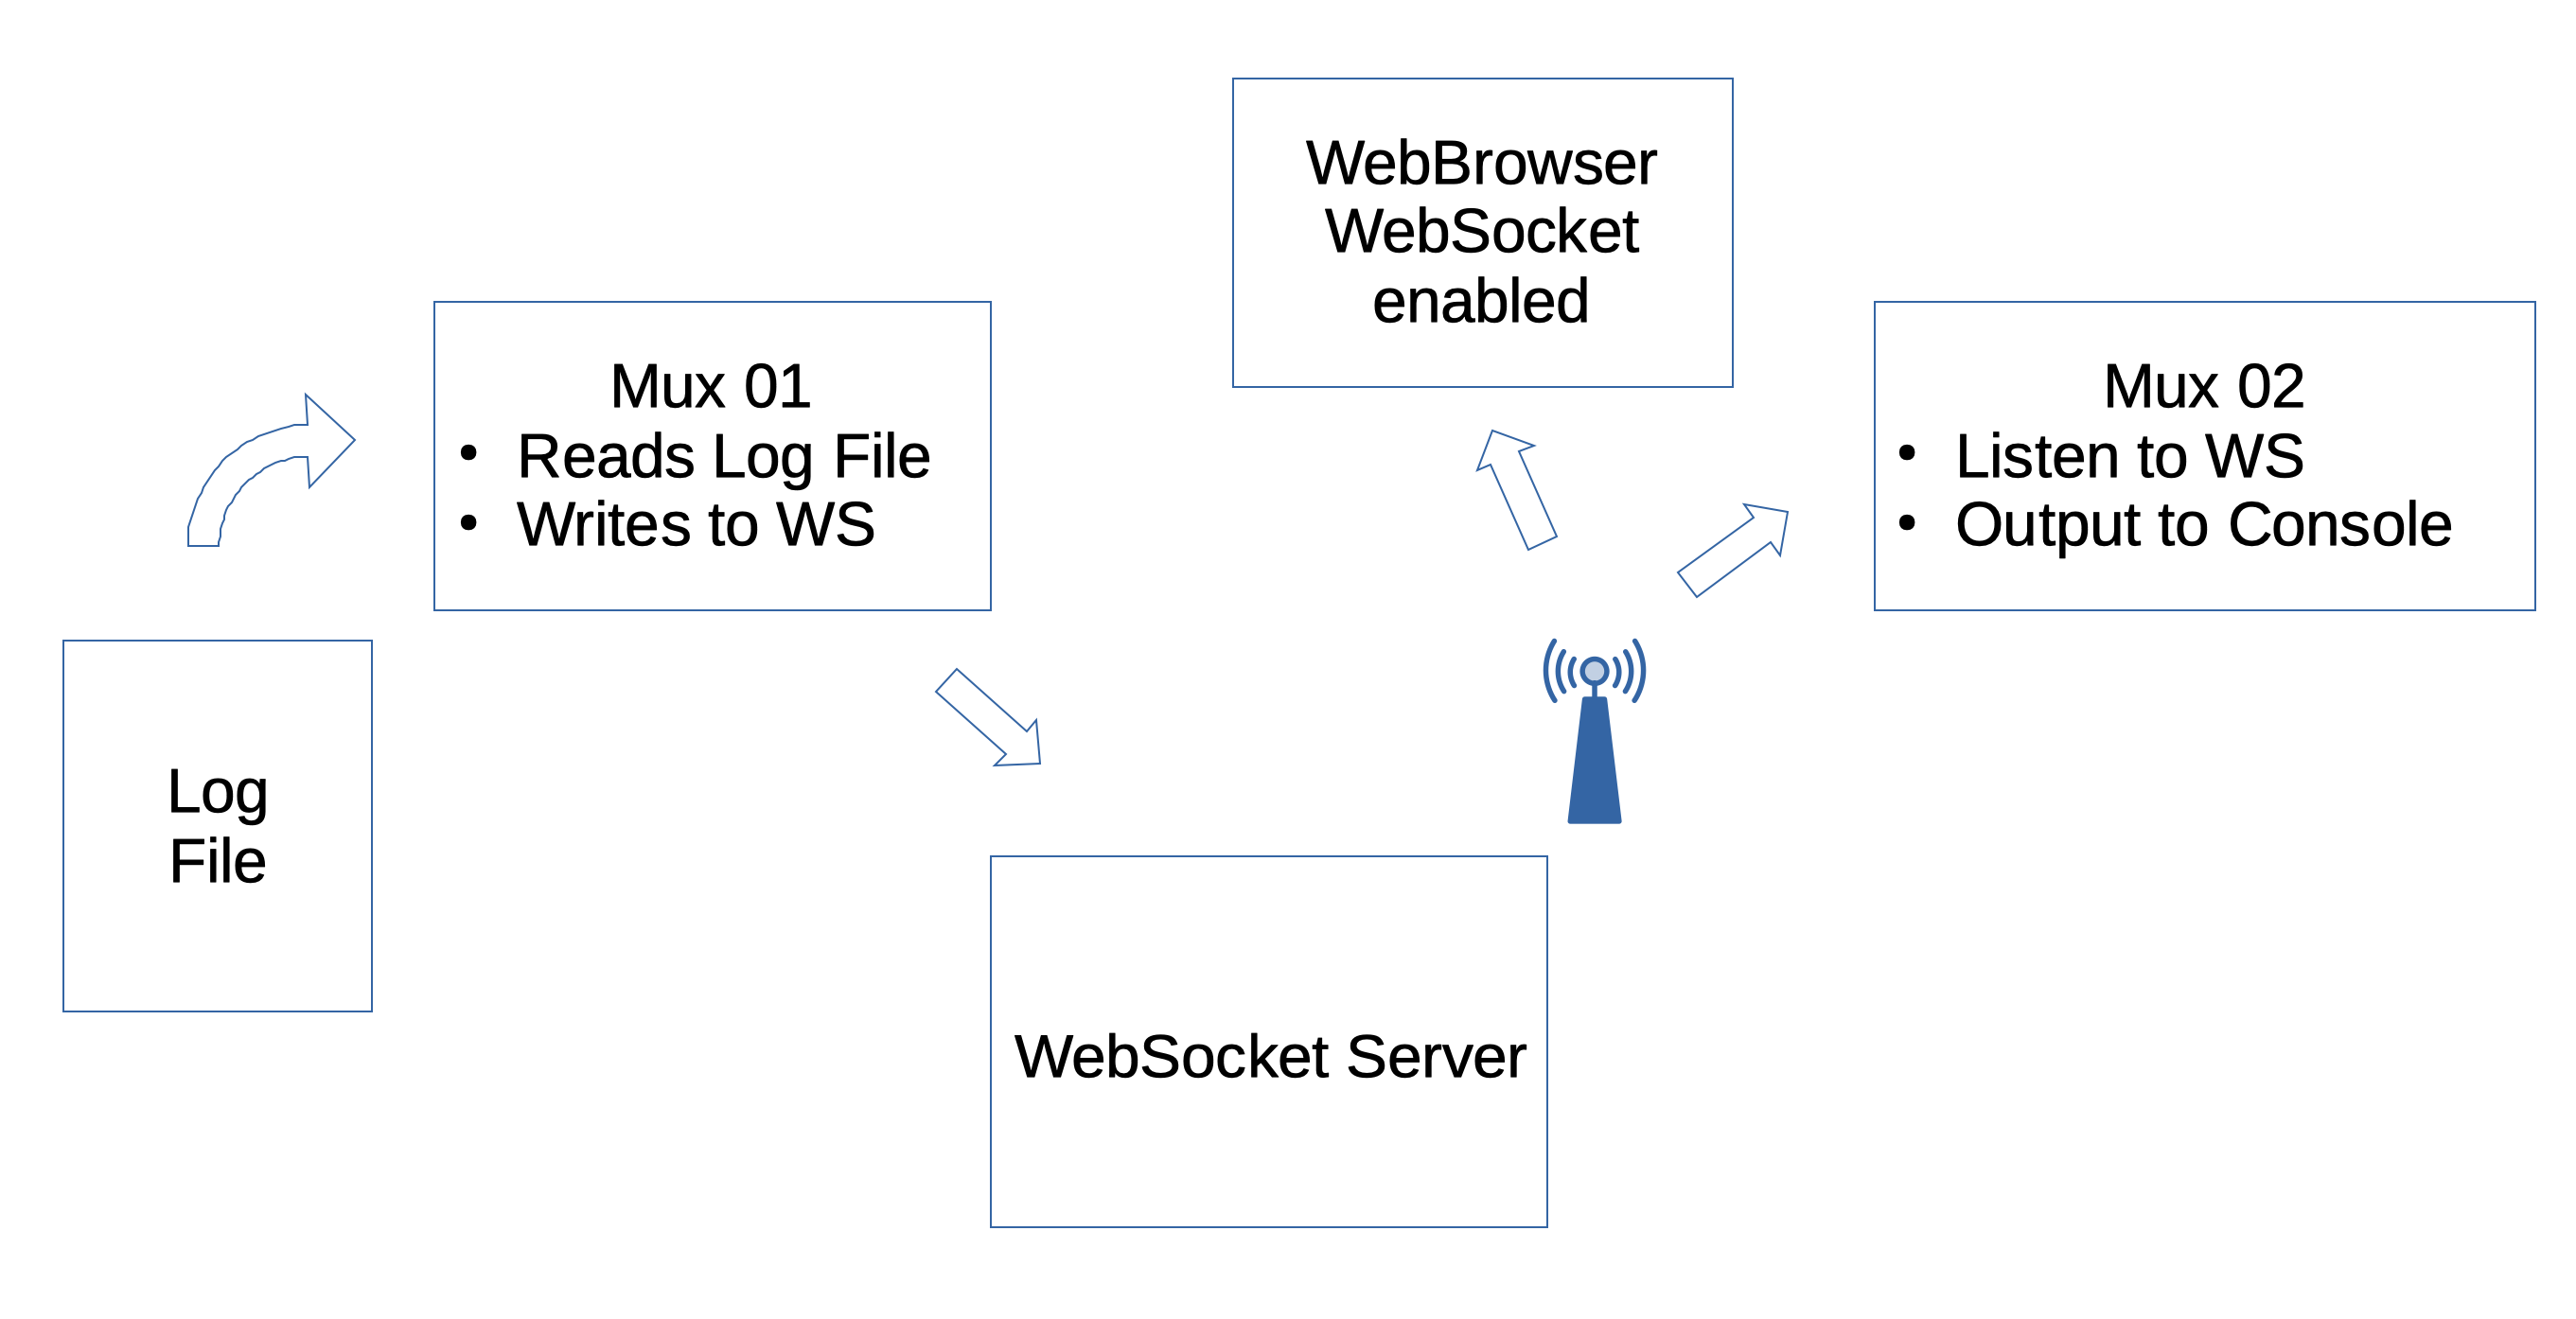 WebBrowser
WebSocket
enabled
Mux 01
• Reads Log File
• Writes to WS
Mux 02
• Listen to WS
• Output to Console
Log
File
WebSocket Server